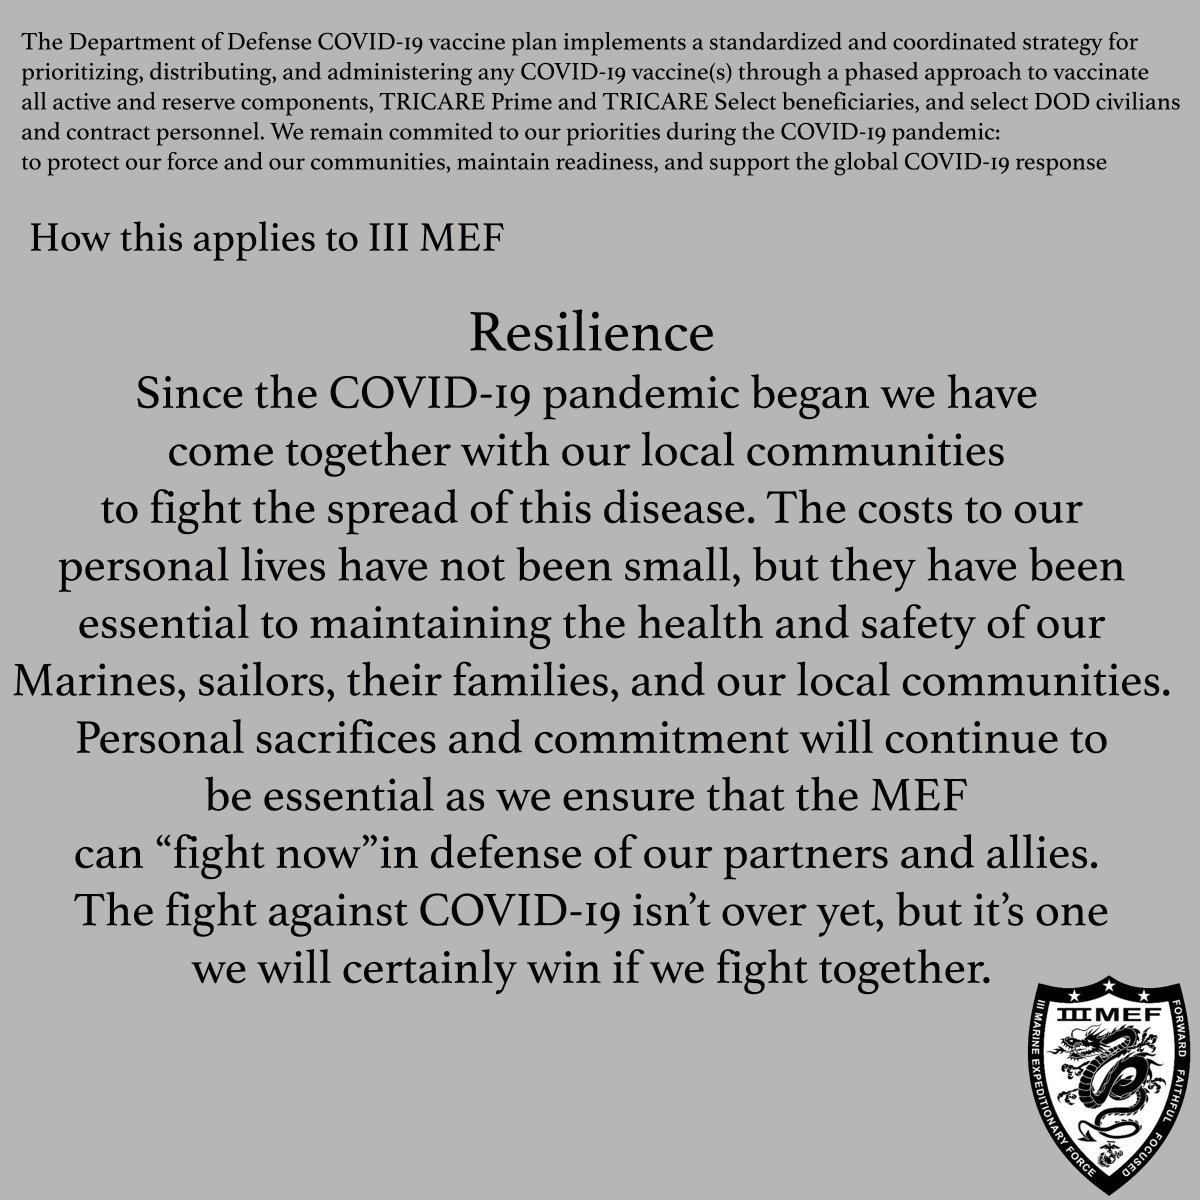 The Department of Defense COVID-19 vaccine plan implements a standardized and coordinated strategy for
prioritizing, distributing, and administering any COVID-19 vaccine(s) through a phased approach to vaccinate
all active and reserve components, TRICARE Prime and TRICARE Select beneficiaries, and select DOD civilians
and contract personnel. We remain commited to our priorities during the COVID-19 pandemic:
to protect our force and our communities, maintain readiness, and support the global COVID-19 response
How this applies to III MEF
Resilience
Since the COVID-19 pandemic began we have
come together with our local communities
to fight the spread of this disease. The costs to our
personal lives have not been small, but they have been
essential to maintaining the health and safety of our
Marines, sailors, their families, and our local communities.
Personal sacrifices and commitment will continue to
be essential as we ensure that the MEF
can “fight now”in defense of our partners and allies.
The fight against COVID-19 isn’t over yet, but it’s one
we will certainly win if we fight together.
III MEF
III MARINE EXPEDITIONARY FORCE
FORWARD FAITHFUL FOCUSED